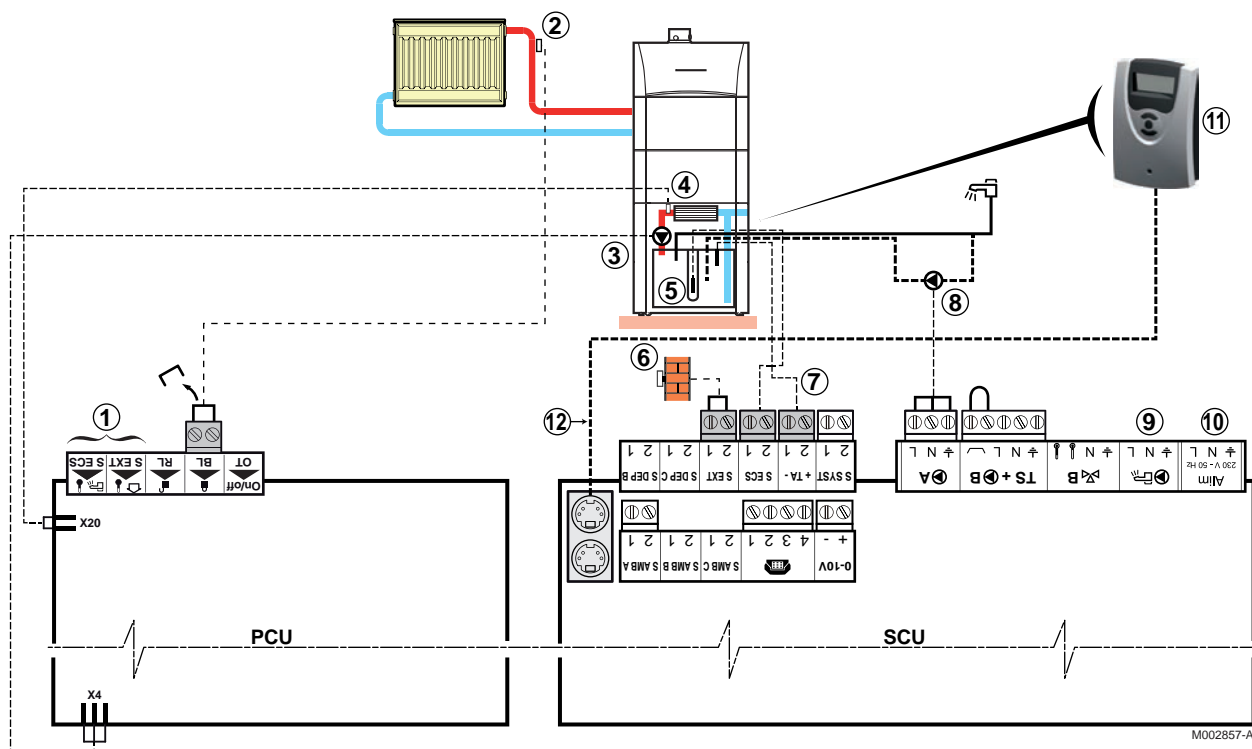 2
11
4
3
5
8
6
7
1
12
9
10
S ECS
S EXT
RL
BL
On/off
OT
1 2
1 2
1 2
1 2
1 2
1 2
S DEP B
S DEP C
S EXT
S ECS
+ TA -
S SYST
L N
A
L N
TS + B
N
B
L N
L N
Alim
230 V - 50 Hz
X20
1 2
1 2
1 2
1 2 3 4
- +
S AMB A
S AMB B
S AMB C
0-10V
PCU
SCU
X4
M002857-A